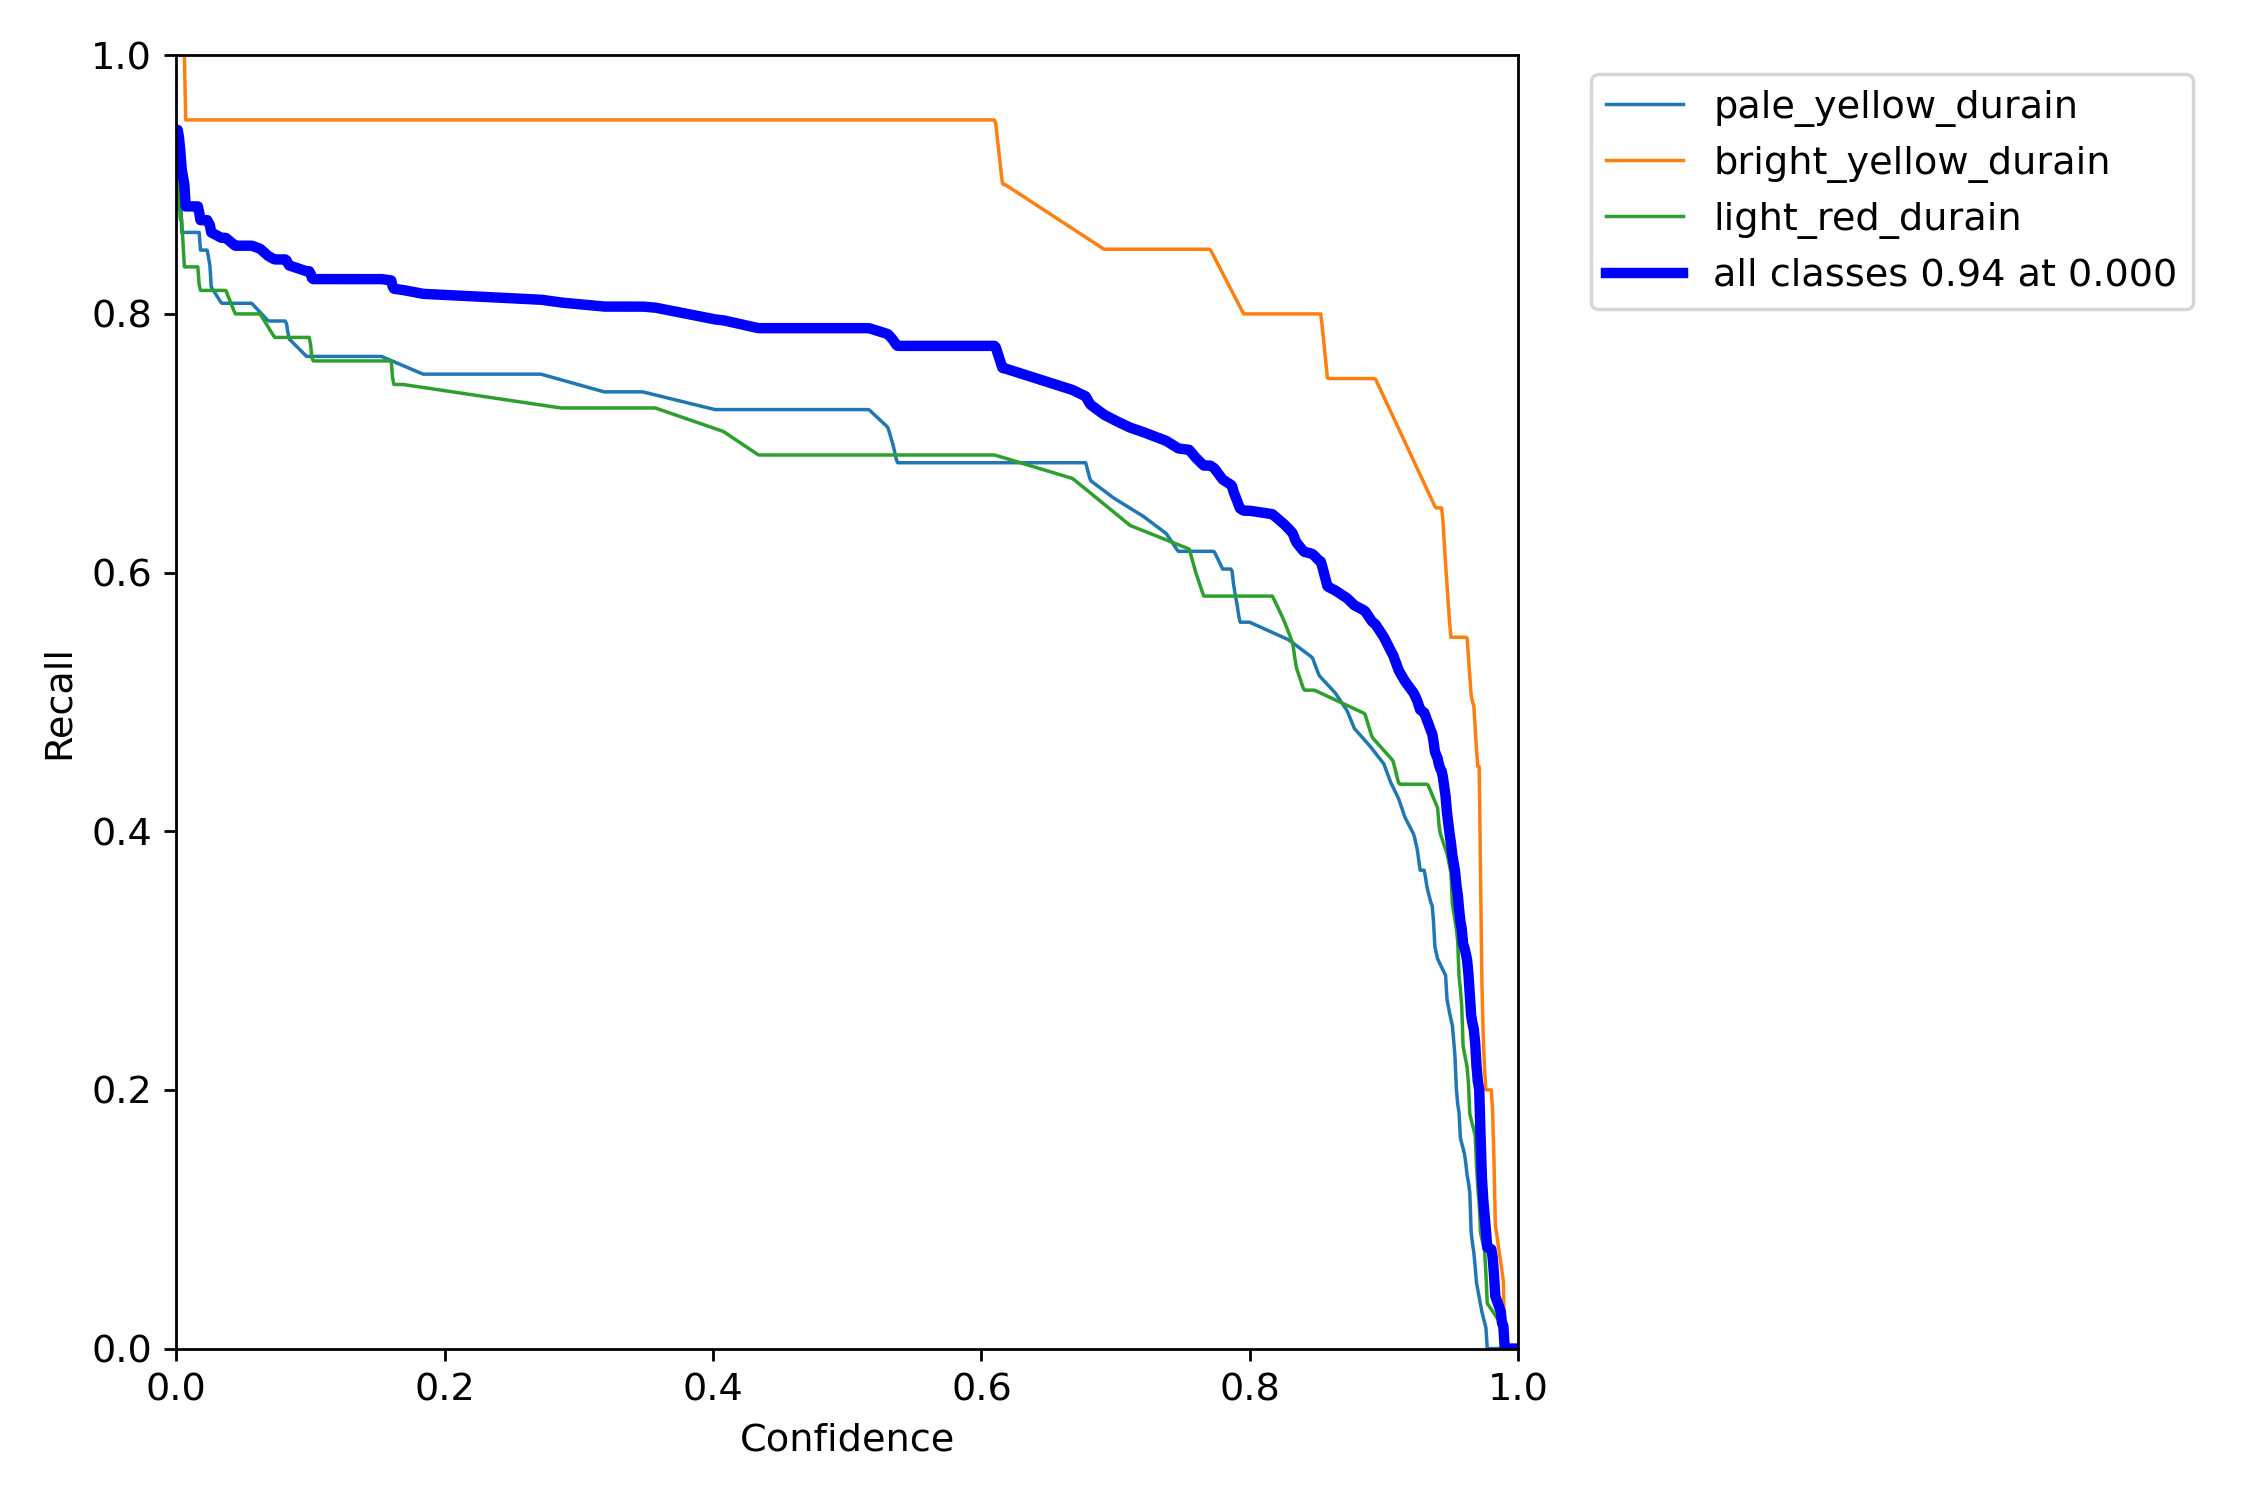 1.0
0.8
0.6
0.4
0.2
0.0
Recall
0.0 0.2 0.4 0.6 0.8 1.0
Confidence
pale_yellow_durain
bright_yellow_durain
light_red_durain
all classes 0.94 at 0.000